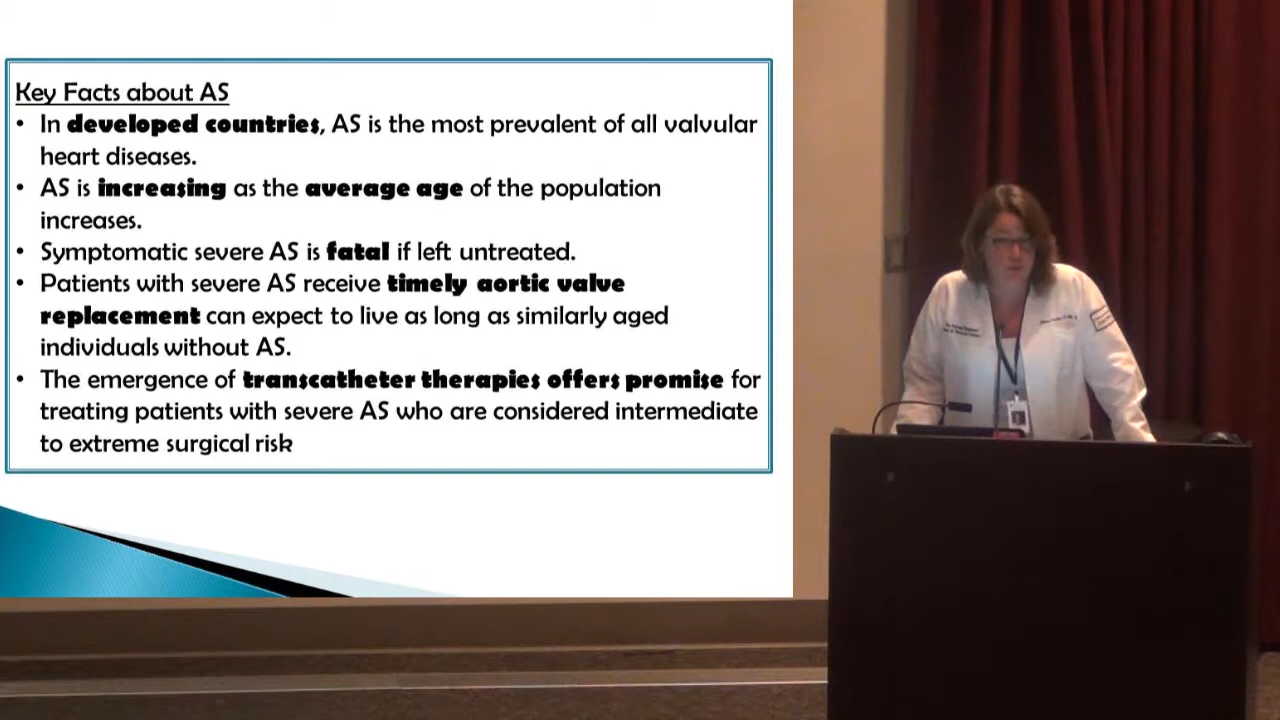 Key Facts about AS
• In developed countries, AS is the most prevalent of all valvular
heart diseases.
• AS is increasing as the average age of the population
increases.
• Symptomatic severe AS is fatal if left untreated.
• Patients with severe AS receive timely aortic valve
replacement can expect to live as long as similarly aged
individuals without AS.
• The emergence of transcatheter therapies offers promise for
treating patients with severe AS who are considered intermediate
to extreme surgical risk